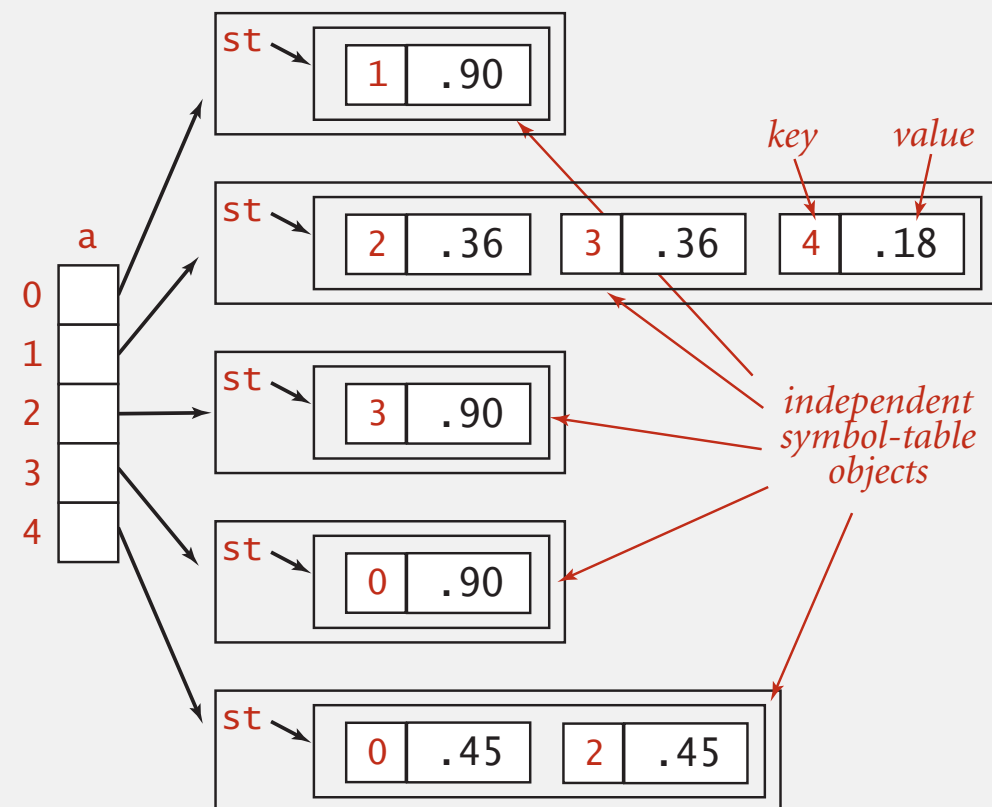 st
1 .90
key value
st
2 .36 3 .36 4 .18
a
0
1
2
3
4
st
3 .90
independent
symbol-table
objects
st
0 .90
st
0 .45 2 .45